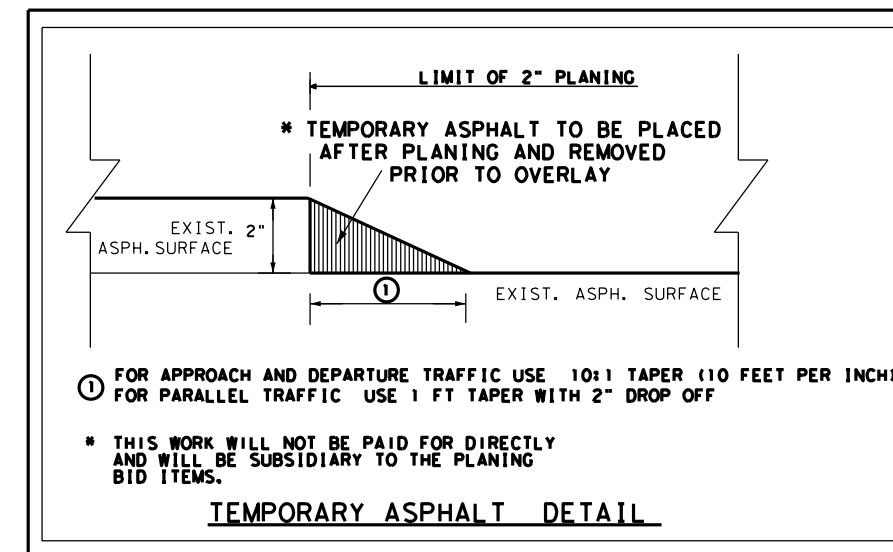 LIMIT OF 2" PLANING
* TEMPORARY ASPHALT TO BE PLACED
AFTER PLANING AND REMOVED
PRIOR TO OVERLAY
EXIST. 2"
ASPH. SURFACE
1
EXIST. ASPH. SURFACE
1 FOR APPROACH AND DEPARTURE TRAFFIC USE 10:1 TAPER (10 FEET PER INCH)
FOR PARALLEL TRAFFIC USE 1 FT TAPER WITH 2" DROP OFF
* THIS WORK WILL NOT BE PAID FOR DIRECTLY
AND WILL BE SUBSIDIARY TO THE PLANING
BID ITEMS.
TEMPORARY ASPHALT DETAIL